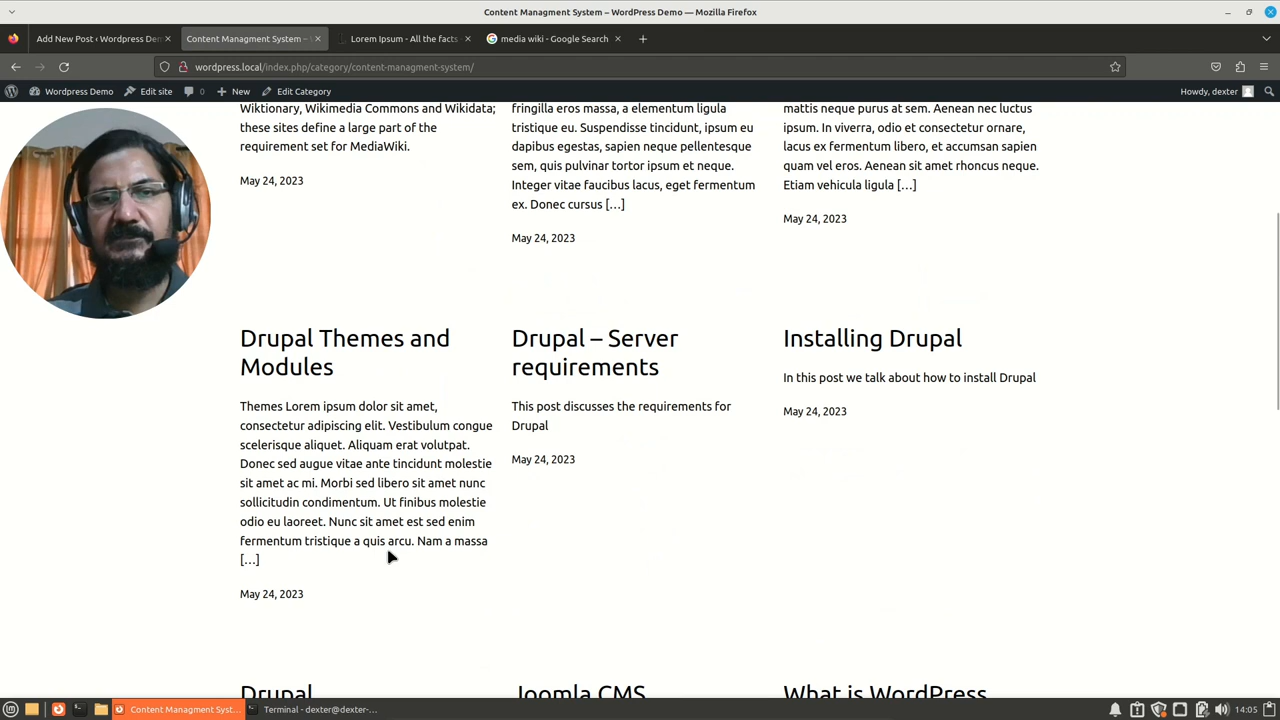 Content Managment System – WordPress Demo — Mozilla Firefox
Add New Post ‹ Wordpress Dem
Content Managment System –
Lorem Ipsum - All the facts
media wiki - Google Search
wordpress.local/index.php/category/content-managment-system/
Wordpress Demo
Edit site
0
New
Edit Category
Howdy, dexter
Wiktionary, Wikimedia Commons and Wikidata;
these sites define a large part of the
requirement set for MediaWiki.
May 24, 2023
fringilla eros massa, a elementum ligula
tristique eu. Suspendisse tincidunt, ipsum eu
dapibus egestas, sapien neque pellentesque
sem, quis pulvinar tortor ipsum et neque.
Integer vitae faucibus lacus, eget fermentum
ex. Donec cursus […]
May 24, 2023
mattis neque purus at sem. Aenean nec luctus
ipsum. In viverra, odio et consectetur ornare,
lacus ex fermentum libero, et accumsan sapien
quam vel eros. Aenean sit amet rhoncus neque.
Etiam vehicula ligula […]
May 24, 2023
Drupal Themes and
Modules
Themes Lorem ipsum dolor sit amet,
consectetur adipiscing elit. Vestibulum congue
scelerisque aliquet. Aliquam erat volutpat.
Donec sed augue vitae ante tincidunt molestie
sit amet ac mi. Morbi sed libero sit amet nunc
sollicitudin condimentum. Ut finibus molestie
odio eu laoreet. Nunc sit amet est sed enim
fermentum tristique a quis arcu. Nam a massa
[…]
May 24, 2023
Drupal – Server
requirements
This post discusses the requirements for
Drupal
May 24, 2023
Installing Drupal
In this post we talk about how to install Drupal
May 24, 2023
Drupal
Joomla CMS
What is WordPress
Content Managment Syst...
Terminal - dexter@dexter-...
14:05